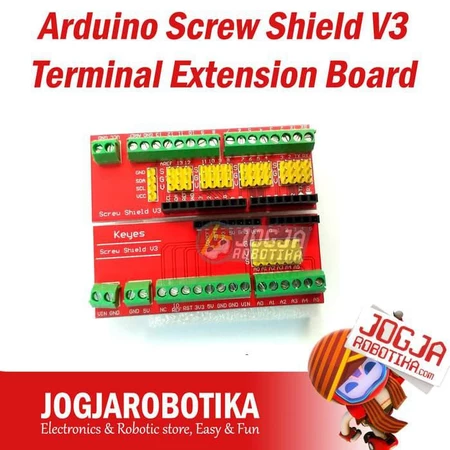 Arduino Screw Shield V3
Terminal Extension Board
GND
SDA
SCL
VCC
S
G
V
Screw Shield V3
Keyes
Screw Shield V3
JOGJA
ROBOTIKA
VIN GND
GND 5V
NC IO REF RST 3V3 5V GND GND VIN
A0 A1 A2 A3 A4 A5
JOGJA
ROBOTIKA
.com
JOGJAROBOTIKA
Electronics & Robotic store, Easy & Fun